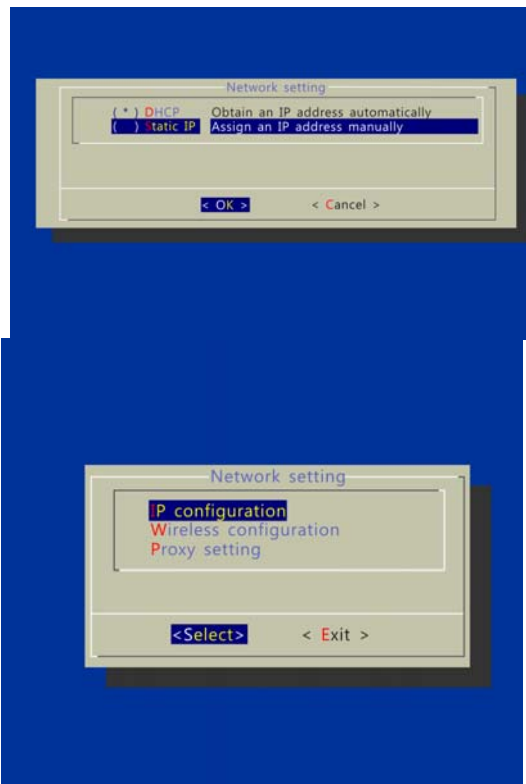 Network setting
( * ) DHCP Obtain an IP address automatically
( ) Static IP Assign an IP address manually
< OK > < Cancel >
Network setting
IP configuration
Wireless configuration
Proxy setting
<Select> < Exit >